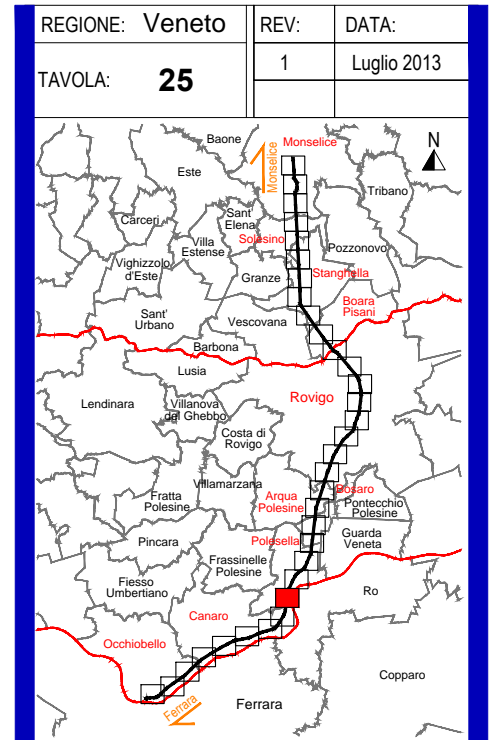 REGIONE: Veneto
REV:
DATA:
TAVOLA: 25
1
Luglio 2013
N
Baone
Monselice
Monselice
Este
Tribano
Carceri
Sant'
Elena
Solesino
Villa
Estense
Pozzonovo
Vighizzolo
d'Este
Granze
Stanghella
Boara
Pisani
Sant'
Urbano
Vescovana
Barbona
Lusia
Rovigo
Lendinara
Villanova
del Ghebbo
Costa di
Rovigo
Villamarzana
Bosaro
Fratta
Polesine
Arqua
Polesine
Pontecchio
Polesine
Pincara
Polesella
Guarda
Veneta
Frassinelle
Polesine
Fiesso
Umbertiano
Ro
Canaro
Occhiobello
Copparo
Ferrara
Ferrara